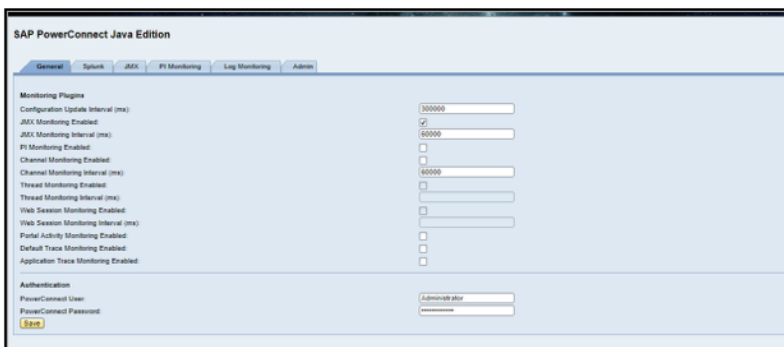 SAP PowerConnect Java Edition
General Splunk JMX PI Monitoring Log Monitoring Admin
Monitoring Plugins
Configuration Update Interval (ms): 300000
JMX Monitoring Enabled:
JMX Monitoring Interval (ms): 60000
PI Monitoring Enabled:
Channel Monitoring Enabled:
Channel Monitoring Interval (ms): 60000
Thread Monitoring Enabled:
Thread Monitoring Interval (ms):
Web Session Monitoring Enabled:
Web Session Monitoring Interval (ms):
Portal Activity Monitoring Enabled:
Default Trace Monitoring Enabled:
Application Trace Monitoring Enabled:
Authentication
PowerConnect User: Administrator
PowerConnect Password: •••••••••••••
Save